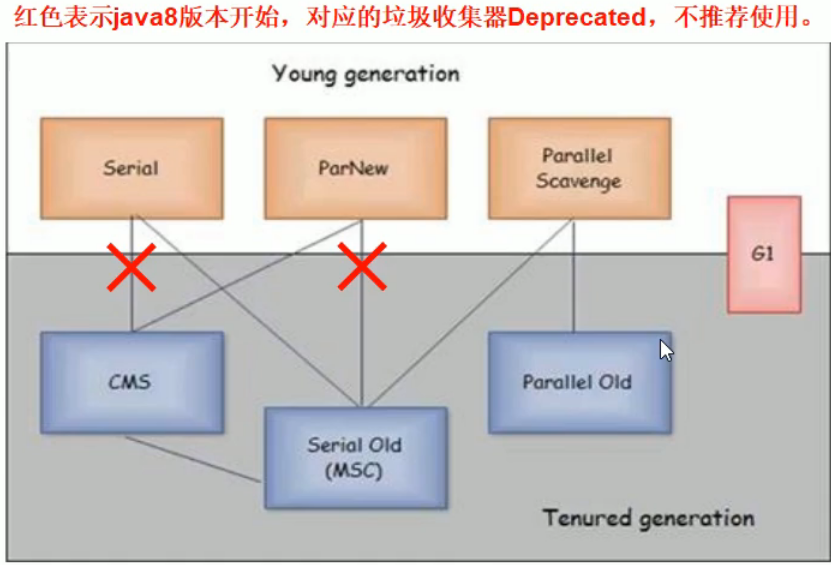 红色表示java8版本开始，对应的垃圾收集器Deprecated，不推荐使用。
Young generation
Serial
ParNew
Parallel
Scavenge
G1
CMS
Parallel Old
Serial Old
(MSC)
Tenured generation